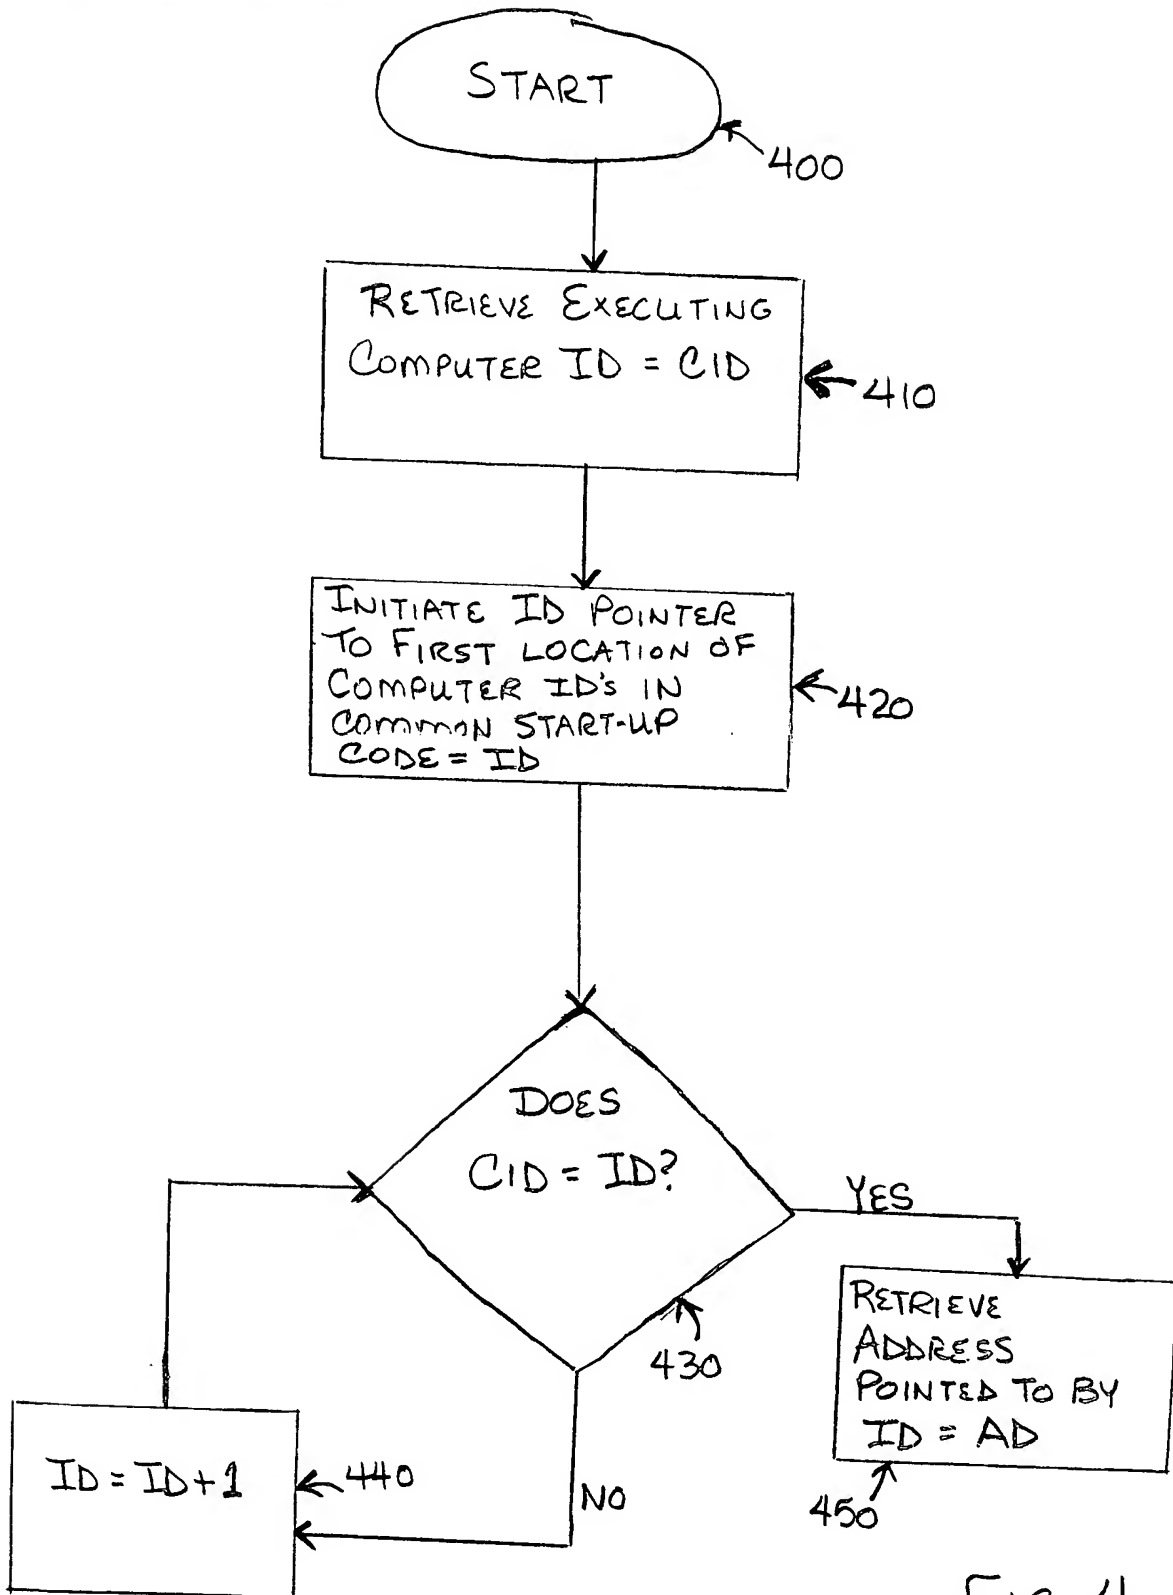 START
400
RETRIEVE EXECUTING
COMPUTER ID = CID
410
INITIATE ID POINTER
TO FIRST LOCATION OF
COMPUTER ID'S IN
COMMON START-UP
CODE = ID
420
DOES
CID = ID?
YES
430
RETRIEVE
ADDRESS
POINTED TO BY
ID = AD
450
ID = ID+1
440
NO
FIG 4